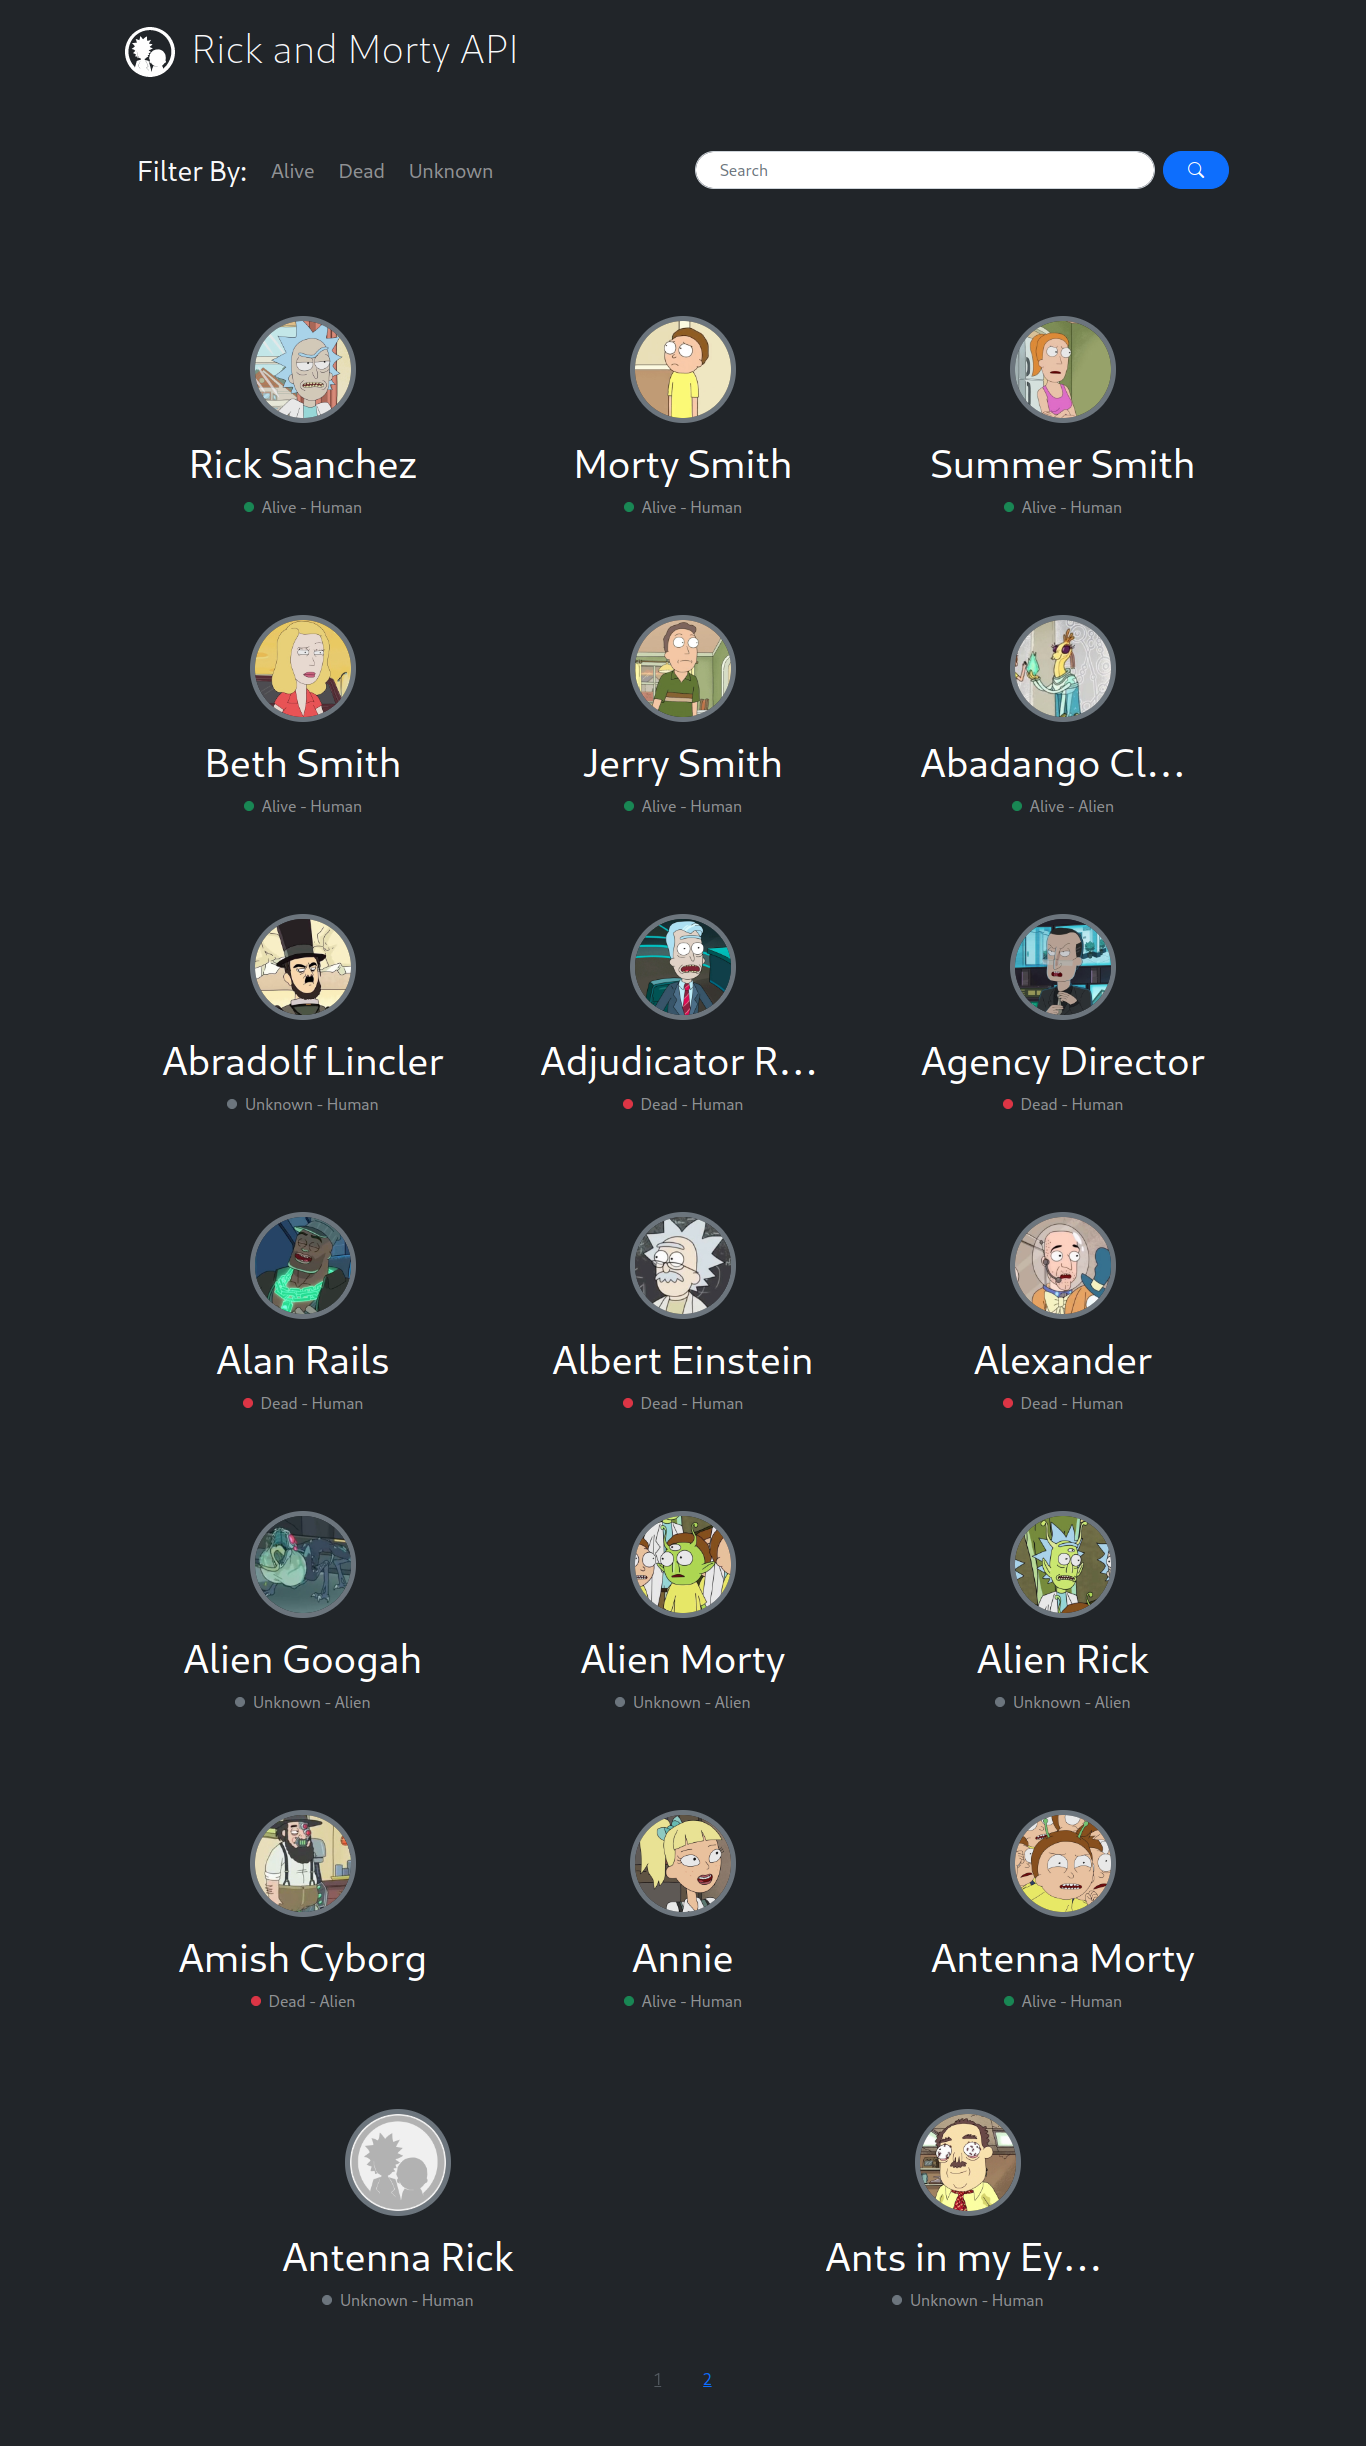 Rick and Morty API
Filter By: Alive Dead Unknown Search
Rick Sanchez Morty Smith Summer Smith
Alive - Human Alive - Human Alive - Human
Beth Smith Jerry Smith Abadango Cl...
Alive - Human Alive - Human Alive - Alien
Abradolf Lincler Adjudicator R... Agency Director
Unknown - Human Dead - Human Dead - Human
Alan Rails Albert Einstein Alexander
Dead - Human Dead - Human Dead - Human
Alien Googah Alien Morty Alien Rick
Unknown - Alien Unknown - Alien Unknown - Alien
Amish Cyborg Annie Antenna Morty
Dead - Alien Alive - Human Alive - Human
Antenna Rick Ants in my Ey...
Unknown - Human Unknown - Human
1 2